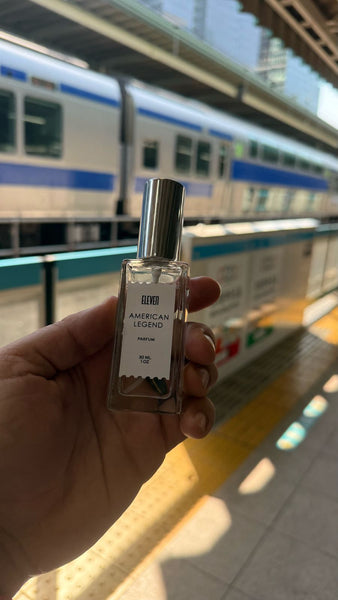 ELEVEN
AMERICAN
LEGEND
PARFUM
30 ML
1 OZ